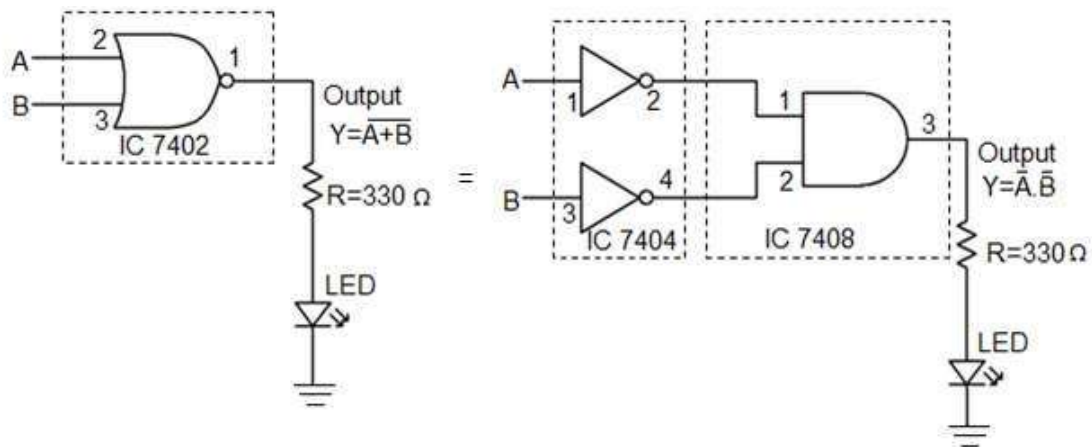 A
B
2
3
1
IC 7402
Output
Y=A̅+̅B̅
R=330 Ω
LED
=
A
B
1
2
3
4
IC 7404
1
2
3
IC 7408
Output
Y=A̅.B̅
R=330 Ω
LED